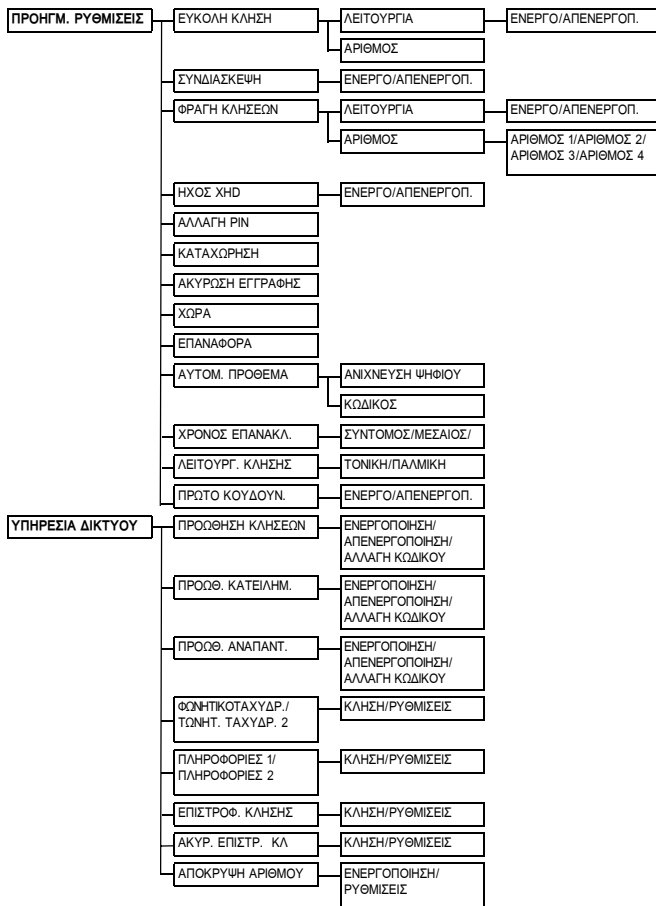 ΠΡΟΗΓΜ. ΡΥΘΜΙΣΕΙΣ
ΕΥΚΟΛΗ ΚΛΗΣΗ
ΛΕΙΤΟΥΡΓΙΑ
ΕΝΕΡΓΟ/ΑΠΕΝΕΡΓΟΠ.
ΑΡΙΘΜΟΣ
ΣΥΝΔΙΑΣΚΕΨΗ
ΕΝΕΡΓΟ/ΑΠΕΝΕΡΓΟΠ.
ΦΡΑΓΗ ΚΛΗΣΕΩΝ
ΛΕΙΤΟΥΡΓΙΑ
ΕΝΕΡΓΟ/ΑΠΕΝΕΡΓΟΠ.
ΑΡΙΘΜΟΣ
ΑΡΙΘΜΟΣ 1/ΑΡΙΘΜΟΣ 2/
ΑΡΙΘΜΟΣ 3/ΑΡΙΘΜΟΣ 4
ΗΧΟΣ XHD
ΕΝΕΡΓΟ/ΑΠΕΝΕΡΓΟΠ.
ΑΛΛΑΓΗ PIN
ΚΑΤΑΧΩΡΗΣΗ
ΑΚΥΡΩΣΗ ΕΓΓΡΑΦΗΣ
ΧΩΡΑ
ΕΠΑΝΑΦΟΡΑ
ΑΥΤΟΜ. ΠΡΟΘΕΜΑ
ΑΝΙΧΝΕΥΣΗ ΨΗΦΙΟΥ
ΚΩΔΙΚΟΣ
ΧΡΟΝΟΣ ΕΠΑΝΑΚΛ.
ΣΥΝΤΟΜΟΣ/ΜΕΣΑΙΟΣ/
ΛΕΙΤΟΥΡΓ. ΚΛΗΣΗΣ
ΤΟΝΙΚΗ/ΠΑΛΜΙΚΗ
ΠΡΩΤΟ ΚΟΥΔΟΥΝ.
ΕΝΕΡΓΟ/ΑΠΕΝΕΡΓΟΠ.
ΥΠΗΡΕΣΙΑ ΔΙΚΤΥΟΥ
ΠΡΟΩΘΗΣΗ ΚΛΗΣΕΩΝ
ΕΝΕΡΓΟΠΟΙΗΣΗ/
ΑΠΕΝΕΡΓΟΠΟΙΗΣΗ/
ΑΛΛΑΓΗ ΚΩΔΙΚΟΥ
ΠΡΟΩΘ. ΚΑΤΕΙΛΗΜ.
ΕΝΕΡΓΟΠΟΙΗΣΗ/
ΑΠΕΝΕΡΓΟΠΟΙΗΣΗ/
ΑΛΛΑΓΗ ΚΩΔΙΚΟΥ
ΠΡΟΩΘ. ΑΝΑΠΑΝΤ.
ΕΝΕΡΓΟΠΟΙΗΣΗ/
ΑΠΕΝΕΡΓΟΠΟΙΗΣΗ/
ΑΛΛΑΓΗ ΚΩΔΙΚΟΥ
ΦΩΝΗΤΙΚΟΤΑΧΥΔΡ./
ΤΩΝΗΤ. ΤΑΧΥΔΡ. 2
ΚΛΗΣΗ/ΡΥΘΜΙΣΕΙΣ
ΠΛΗΡΟΦΟΡΙΕΣ 1/
ΠΛΗΡΟΦΟΡΙΕΣ 2
ΚΛΗΣΗ/ΡΥΘΜΙΣΕΙΣ
ΕΠΙΣΤΡΟΦ. ΚΛΗΣΗΣ
ΚΛΗΣΗ/ΡΥΘΜΙΣΕΙΣ
ΑΚΥΡ. ΕΠΙΣΤΡ. ΚΛ
ΚΛΗΣΗ/ΡΥΘΜΙΣΕΙΣ
ΑΠΟΚΡΥΨΗ ΑΡΙΘΜΟΥ
ΕΝΕΡΓΟΠΟΙΗΣΗ/
ΡΥΘΜΙΣΕΙΣ